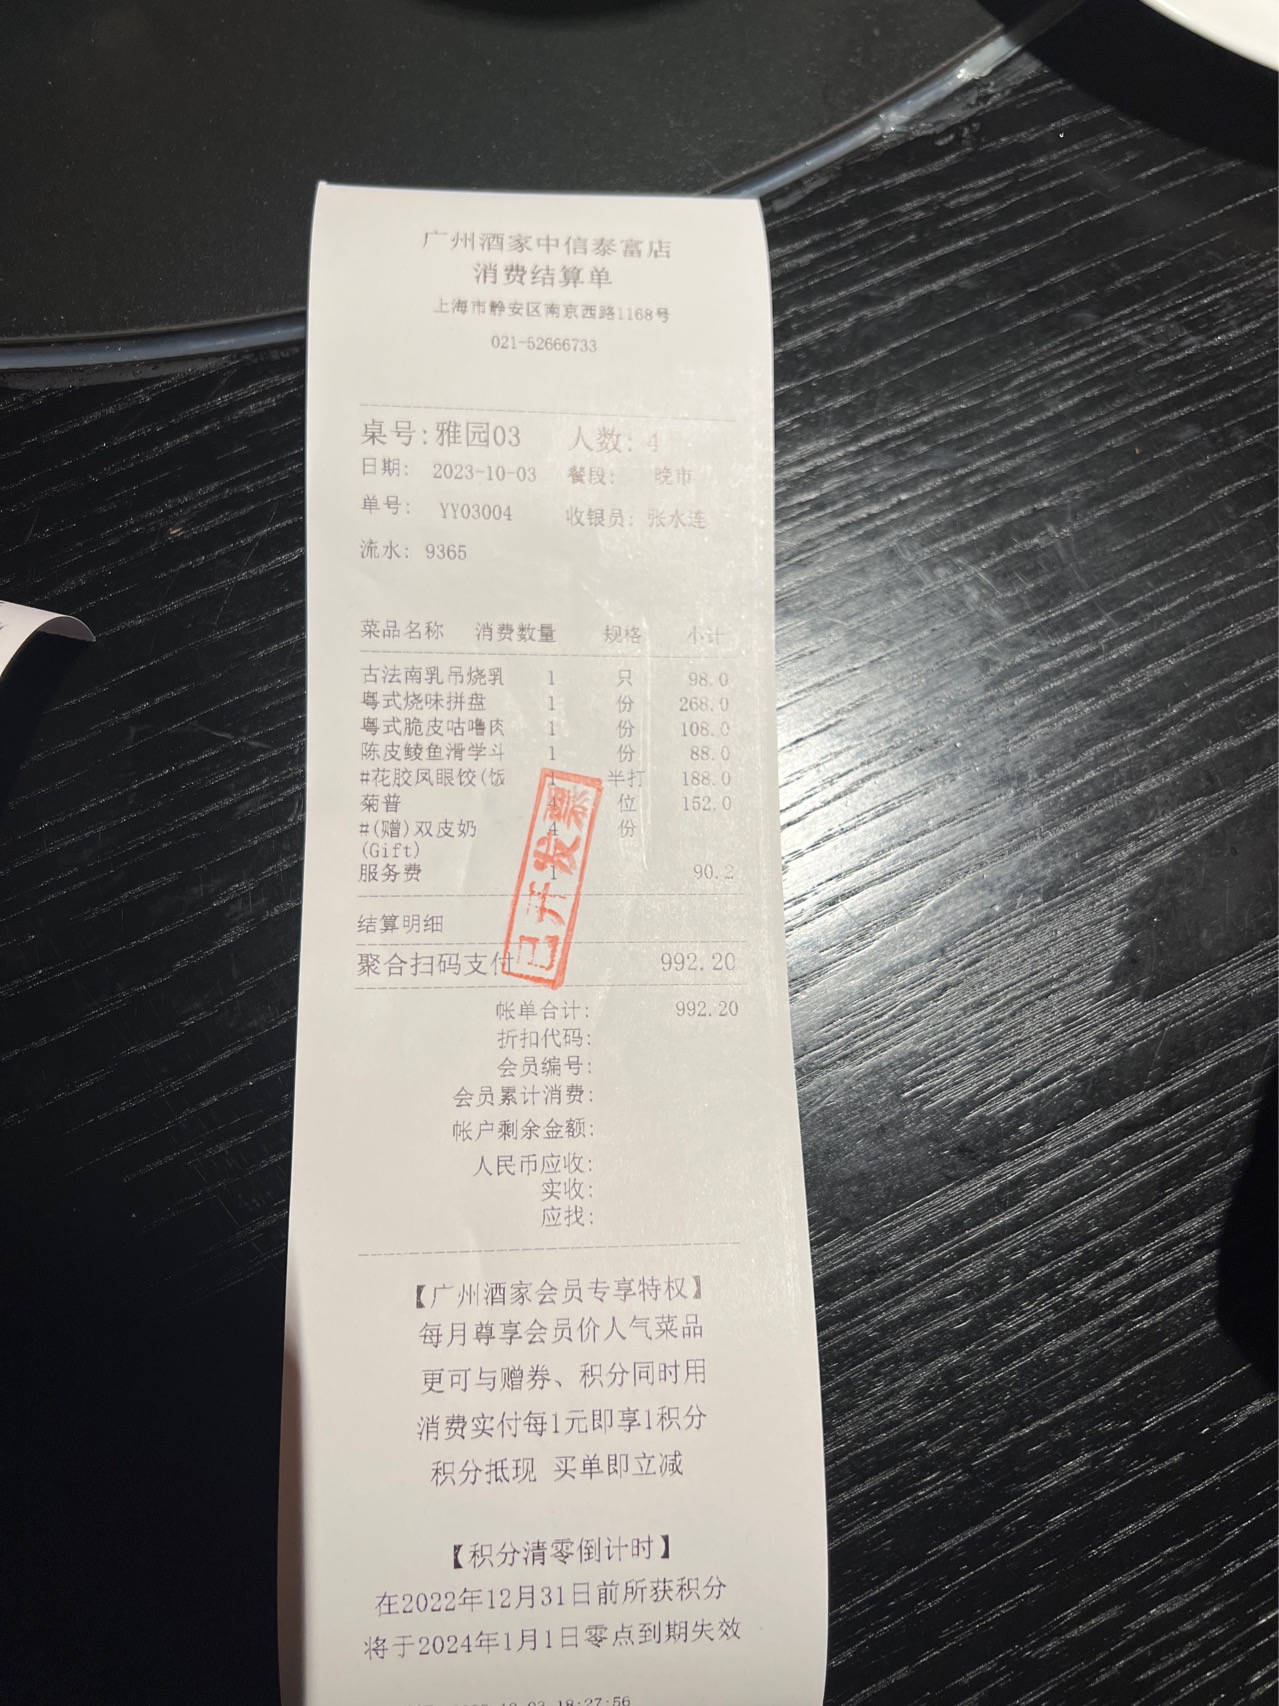 广州酒家中信泰富店
消费结算单
上海市静安区南京西路1168号
021-52666733
桌号:雅园03 人数: 4
日期: 2023-10-03 餐段: 晚市
单号: YY03004 收银员: 张水连
流水: 9365
菜品名称 消费数量 规格 小计
古法南乳吊烧乳 1 只 98.0
粤式烧味拼盘 1 份 268.0
粤式脆皮咕噜肉 1 份 108.0
陈皮鲮鱼滑学斗 1 份 88.0
#花胶凤眼饺(饭 1 半打 188.0
菊普 4 位 152.0
#(赠)双皮奶 4 份
(Gift)
服务费 1 90.2
已开发票
结算明细
聚合扫码支付 992.20
帐单合计: 992.20
折扣代码:
会员编号:
会员累计消费:
帐户剩余金额:
人民币应收:
实收:
应找:
【广州酒家会员专享特权】
每月尊享会员价人气菜品
更可与赠券、积分同时用
消费实付每1元即享1积分
积分抵现 买单即立减
【积分清零倒计时】
在2022年12月31日前所获积分
将于2024年1月1日零点到期失效
18:27:56